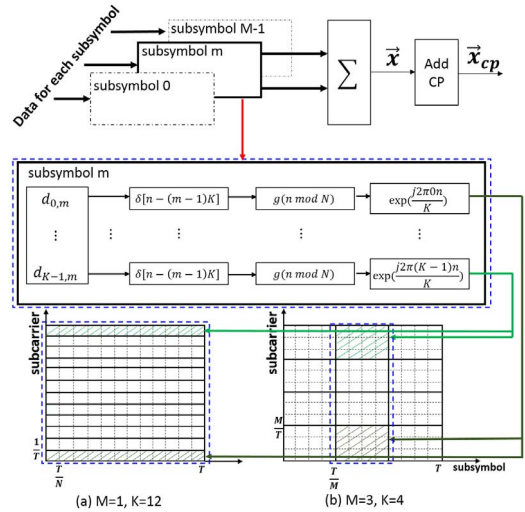 Data for each subsymbol
subsymbol M-1
subsymbol m
subsymbol 0
∑
x⃗
Add
CP
x⃗cp
subsymbol m
d0,m
δ[n − (m − 1)K]
g(n mod N)
exp(j2π0n/K)
⋮ ⋮ ⋮ ⋮
dK−1,m
δ[n − (m − 1)K]
g(n mod N)
exp(j2π(K − 1)n/K)
subcarrier
1/T
T/N
T
subcarrier
M/T
T/M
T
subsymbol
(a) M=1, K=12
(b) M=3, K=4